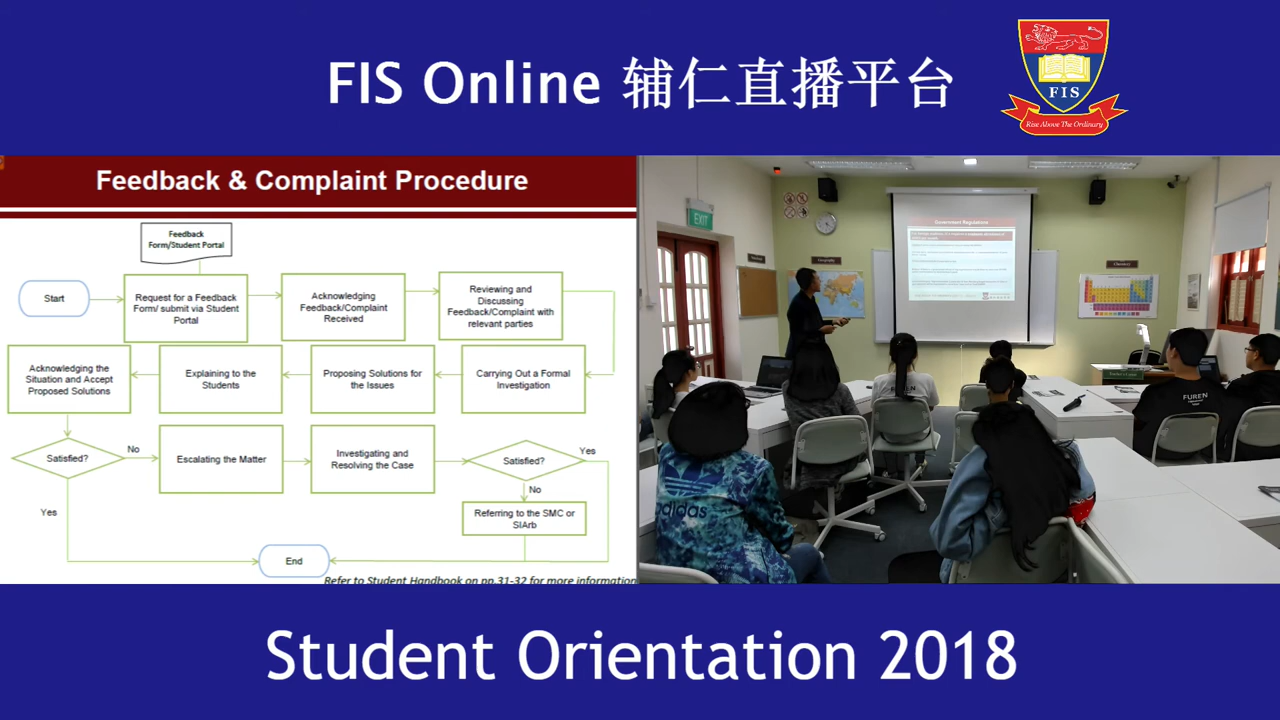 FIS Online 辅仁直播平台
FIS
Rise Above The Ordinary
Feedback & Complaint Procedure
Feedback
Form/Student Portal
Start
Request for a Feedback
Form/ submit via Student
Portal
Acknowledging
Feedback/Complaint
Received
Reviewing and
Discussing
Feedback/Complaint with
relevant parties
Acknowledging the
Situation and Accept
Proposed Solutions
Explaining to the
Students
Proposing Solutions for
the Issues
Carrying Out a Formal
Investigation
Satisfied?
No
Escalating the Matter
Investigating and
Resolving the Case
Satisfied?
Yes
No
Yes
Referring to the SMC or
SIArb
End
Refer to Student Handbook on pp.31-32 for more information
EXIT
Government Regulations
Geography
Chemistry
FUREN
FUREN
adidas
Student Orientation 2018